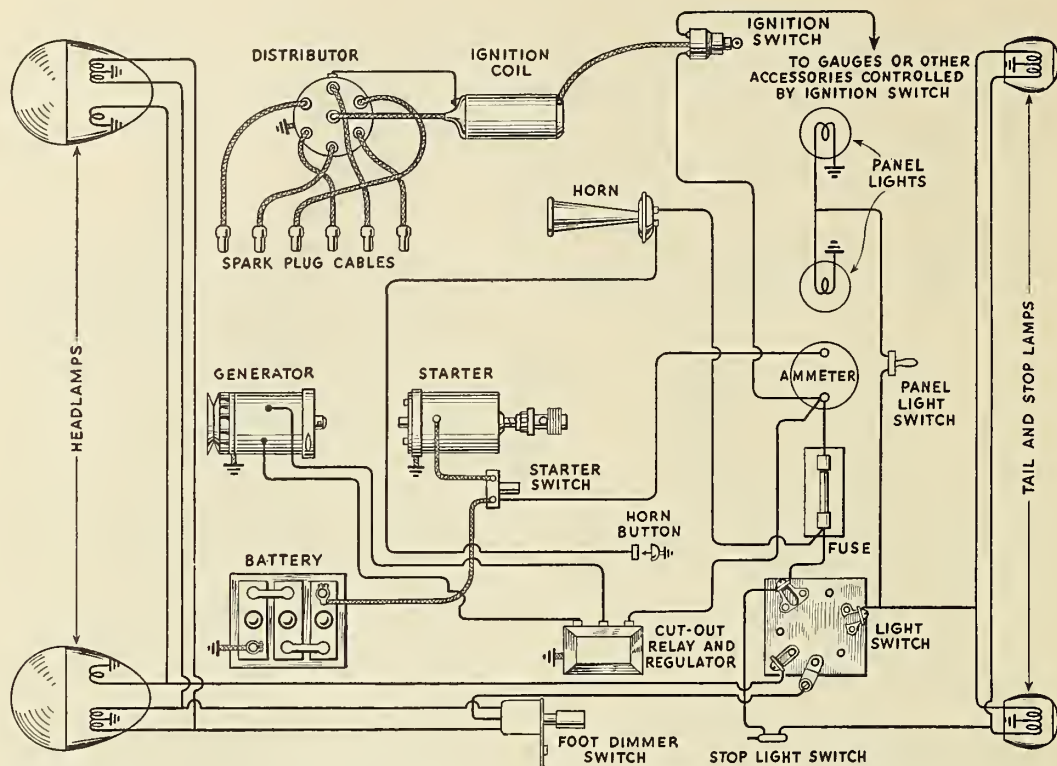 IGNITION
SWITCH
DISTRIBUTOR
IGNITION
COIL
TO GAUGES OR OTHER
ACCESSORIES CONTROLLED
BY IGNITION SWITCH
PANEL
LIGHTS
HORN
SPARK PLUG CABLES
HEADLAMPS
TAIL AND STOP LAMPS
GENERATOR
STARTER
AMMETER
PANEL
LIGHT
SWITCH
STARTER
SWITCH
HORN
BUTTON
FUSE
BATTERY
CUT-OUT
RELAY AND
REGULATOR
LIGHT
SWITCH
FOOT DIMMER
SWITCH
STOP LIGHT SWITCH